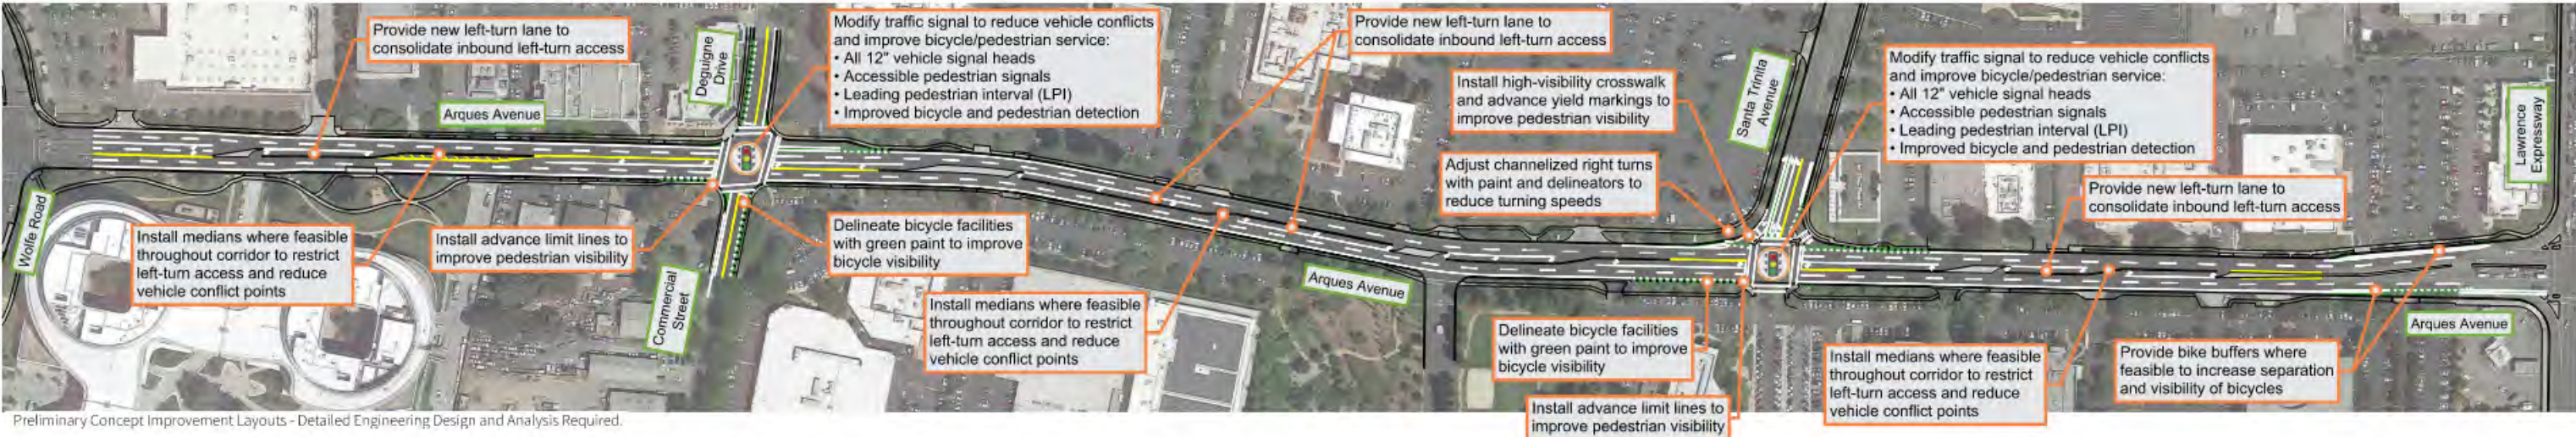 Provide new left-turn lane to
consolidate inbound left-turn access
Deguigne
Drive
Modify traffic signal to reduce vehicle conflicts
and improve bicycle/pedestrian service:
• All 12" vehicle signal heads
• Accessible pedestrian signals
• Leading pedestrian interval (LPI)
• Improved bicycle and pedestrian detection
Provide new left-turn lane to
consolidate inbound left-turn access
Install high-visibility crosswalk
and advance yield markings to
improve pedestrian visibility
Santa Trinita
Avenue
Modify traffic signal to reduce vehicle conflicts
and improve bicycle/pedestrian service:
• All 12" vehicle signal heads
• Accessible pedestrian signals
• Leading pedestrian interval (LPI)
• Improved bicycle and pedestrian detection
Lawrence
Expressway
Arques Avenue
Adjust channelized right turns
with paint and delineators to
reduce turning speeds
Provide new left-turn lane to
consolidate inbound left-turn access
Wolfe Road
Install medians where feasible
throughout corridor to restrict
left-turn access and reduce
vehicle conflict points
Install advance limit lines to
improve pedestrian visibility
Commercial
Street
Delineate bicycle facilities
with green paint to improve
bicycle visibility
Install medians where feasible
throughout corridor to restrict
left-turn access and reduce
vehicle conflict points
Arques Avenue
Delineate bicycle facilities
with green paint to improve
bicycle visibility
Install advance limit lines to
improve pedestrian visibility
Install medians where feasible
throughout corridor to restrict
left-turn access and reduce
vehicle conflict points
Provide bike buffers where
feasible to increase separation
and visibility of bicycles
Arques Avenue
Preliminary Concept Improvement Layouts - Detailed Engineering Design and Analysis Required.